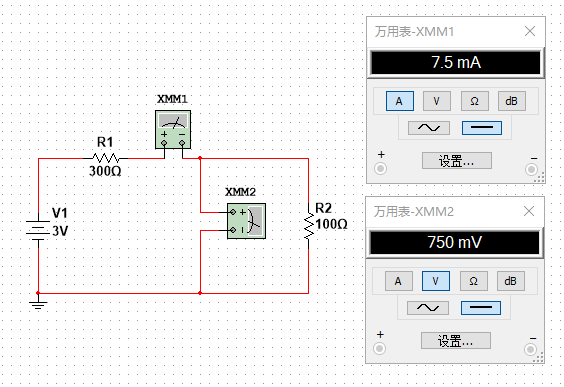 万用表-XMM1
7.5 mA
A V Ω dB
+ 设置... −
XMM1
+ −
R1
300Ω
XMM2
+
−
V1
3V
R2
100Ω
万用表-XMM2
750 mV
A V Ω dB
+ 设置... −